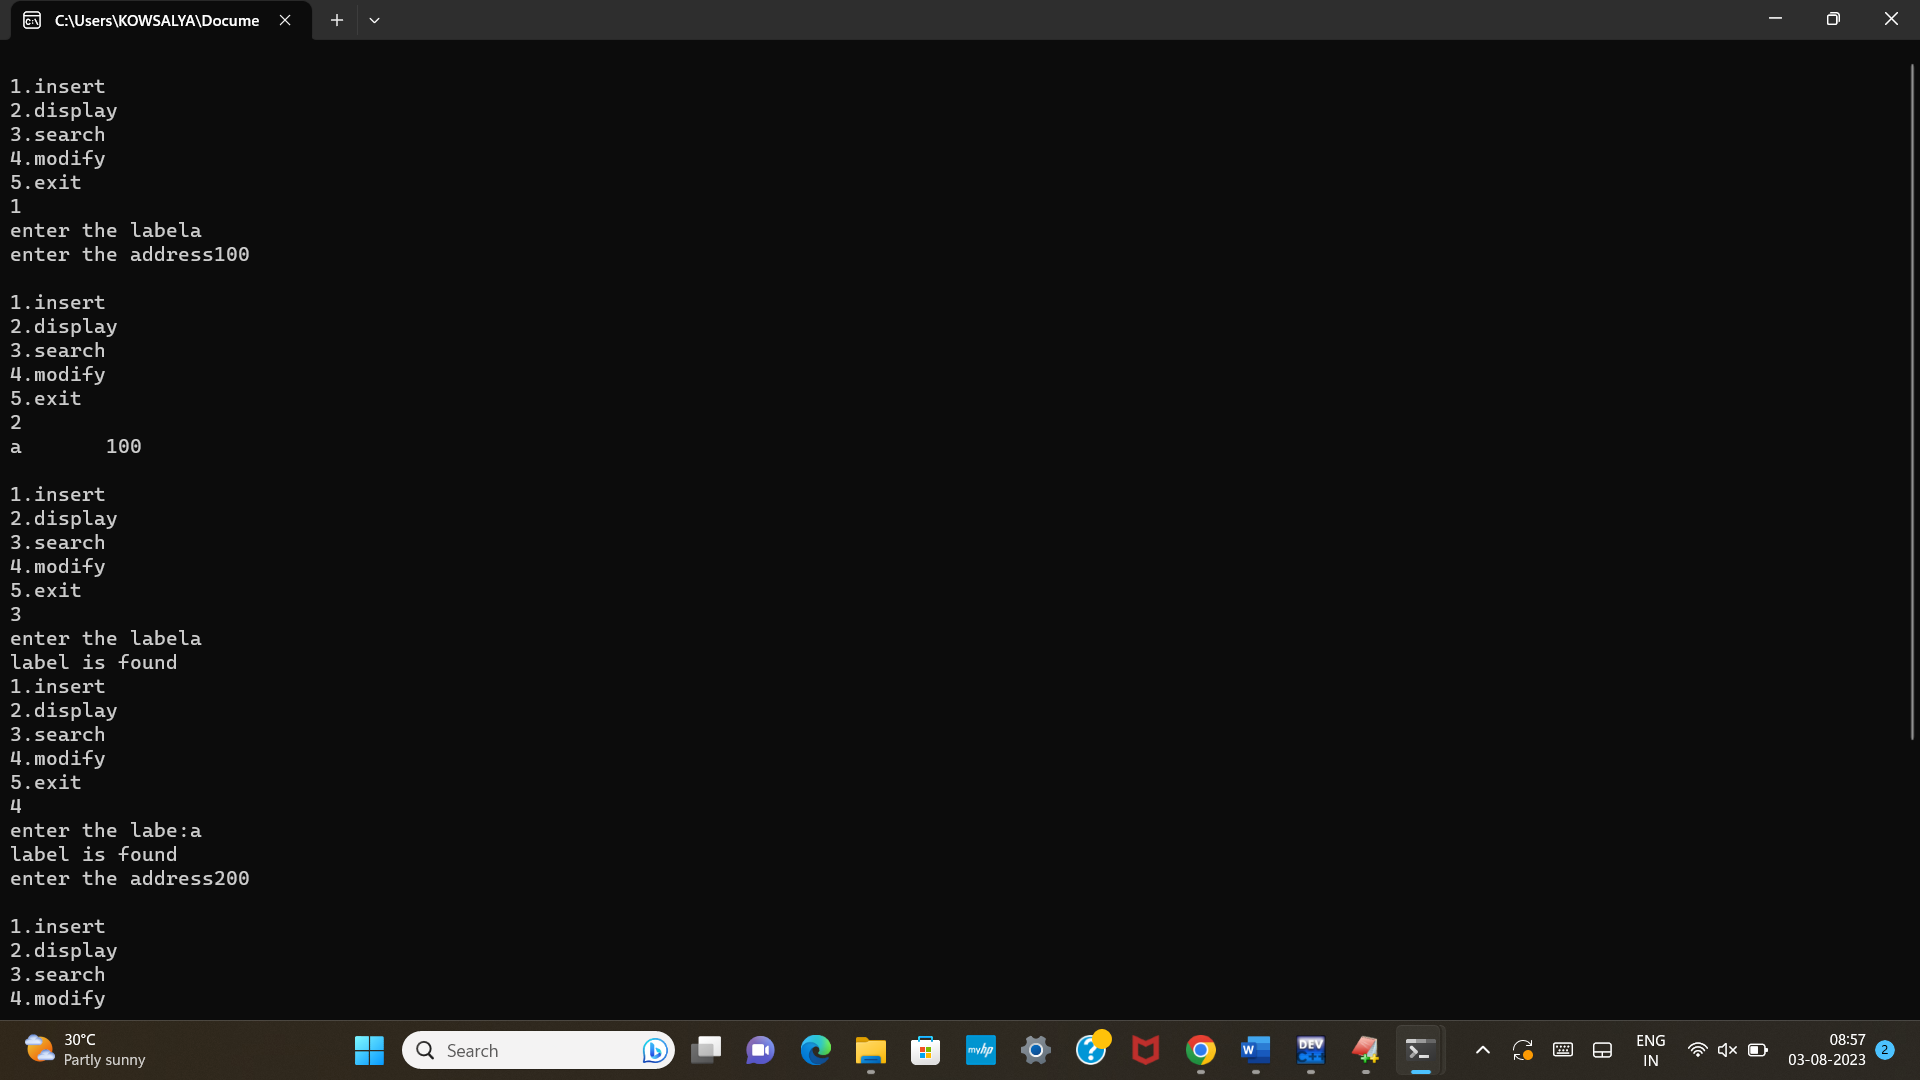 C:\Users\KOWSALYA\Docume
1.insert
2.display
3.search
4.modify
5.exit
1
enter the labela
enter the address100
1.insert
2.display
3.search
4.modify
5.exit
2
a 100
1.insert
2.display
3.search
4.modify
5.exit
3
enter the labela
label is found
1.insert
2.display
3.search
4.modify
5.exit
4
enter the labe:a
label is found
enter the address200
1.insert
2.display
3.search
4.modify
30°C
Partly sunny
Search
myhp
W
DEV
C++
ENG
IN
08:57
03-08-2023
2